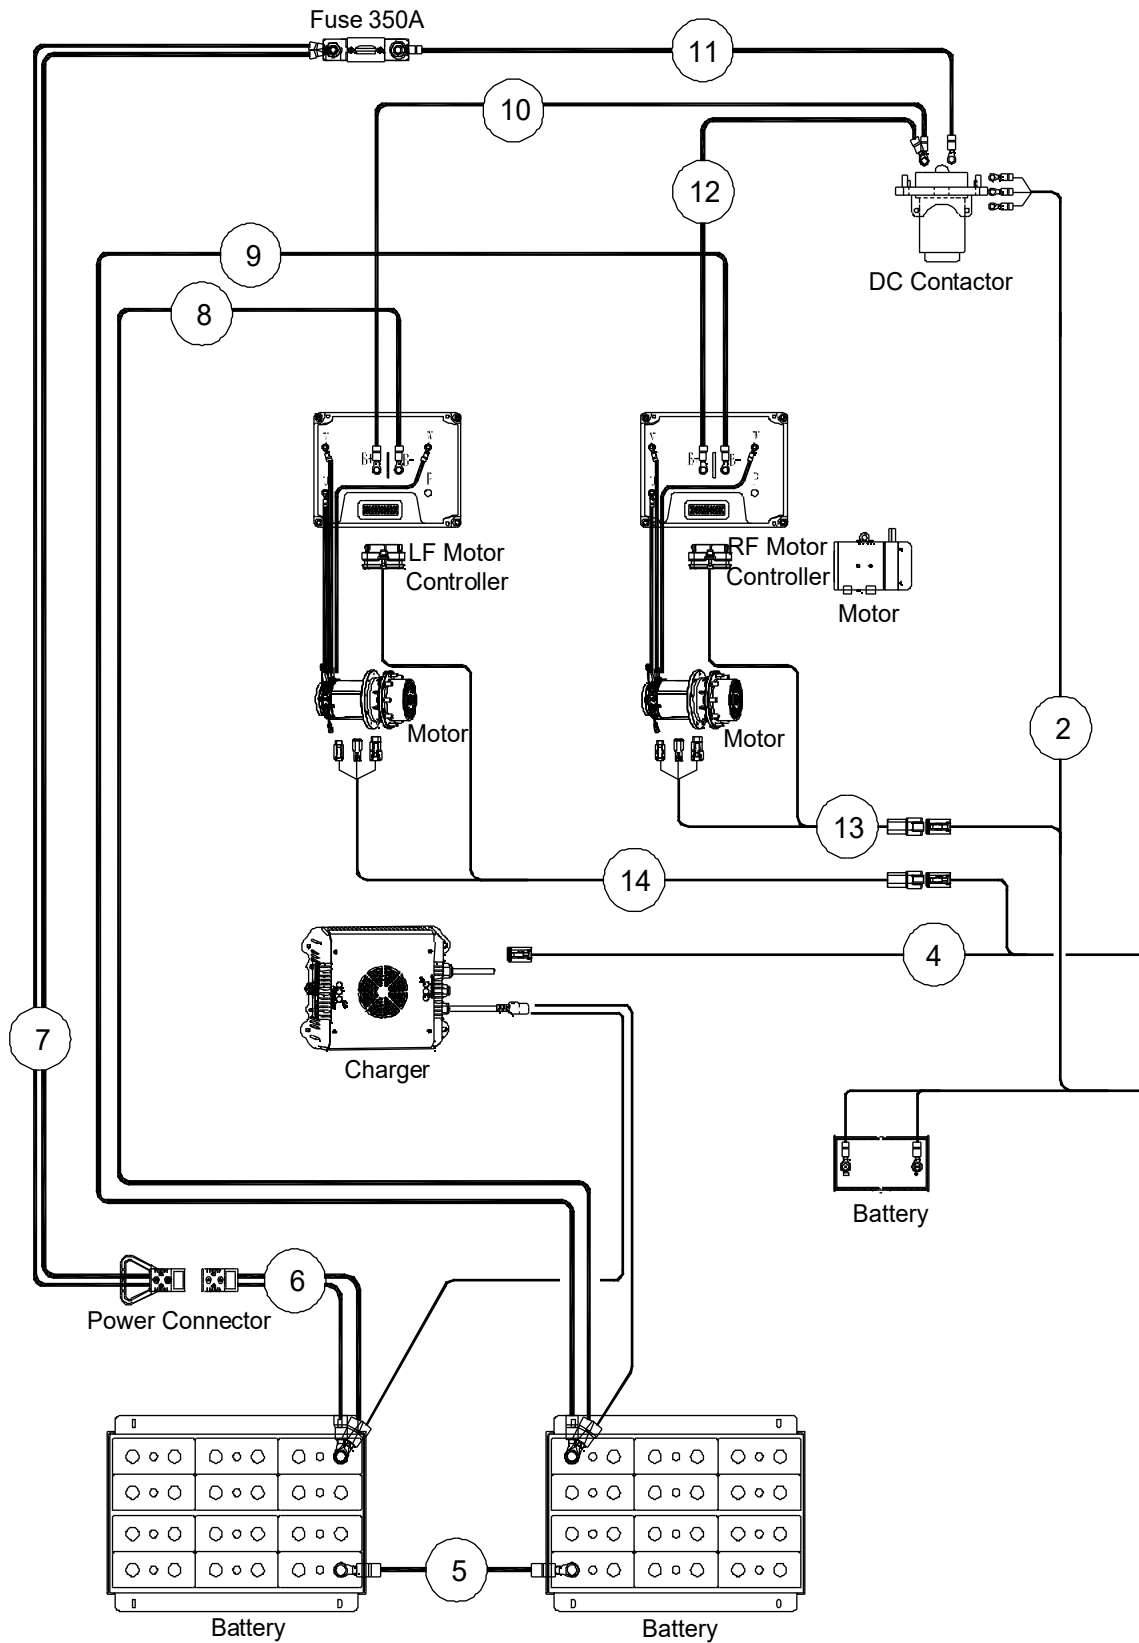 Fuse 350A
11
10
12
9
DC Contactor
8
B+
B-
B+
B-
LF Motor
Controller
RF Motor
Controller
Motor
Motor
Motor
2
13
14
4
7
Charger
Battery
6
Power Connector
5
Battery
Battery